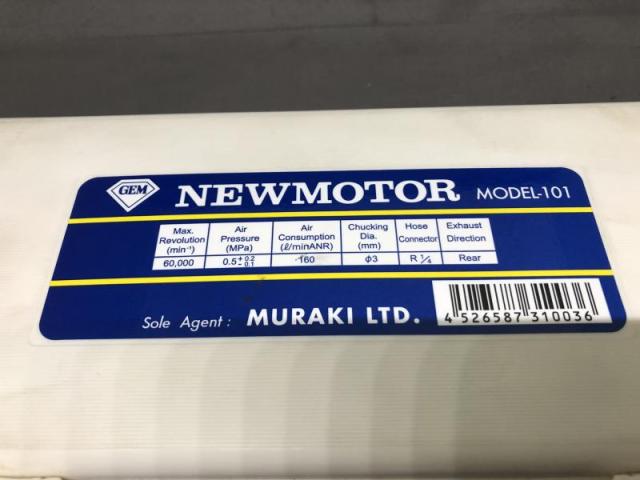 GEM NEWMOTOR MODEL-101
Max. Revolution (min⁻¹) Air Pressure (MPa) Air Consumption (ℓ/minANR) Chucking Dia. (mm) Hose Connector Exhaust Direction
60,000 0.5 + 0.2 - 0.1 160 φ3 R 1/4 Rear
Sole Agent: MURAKI LTD.
4 526587 310036